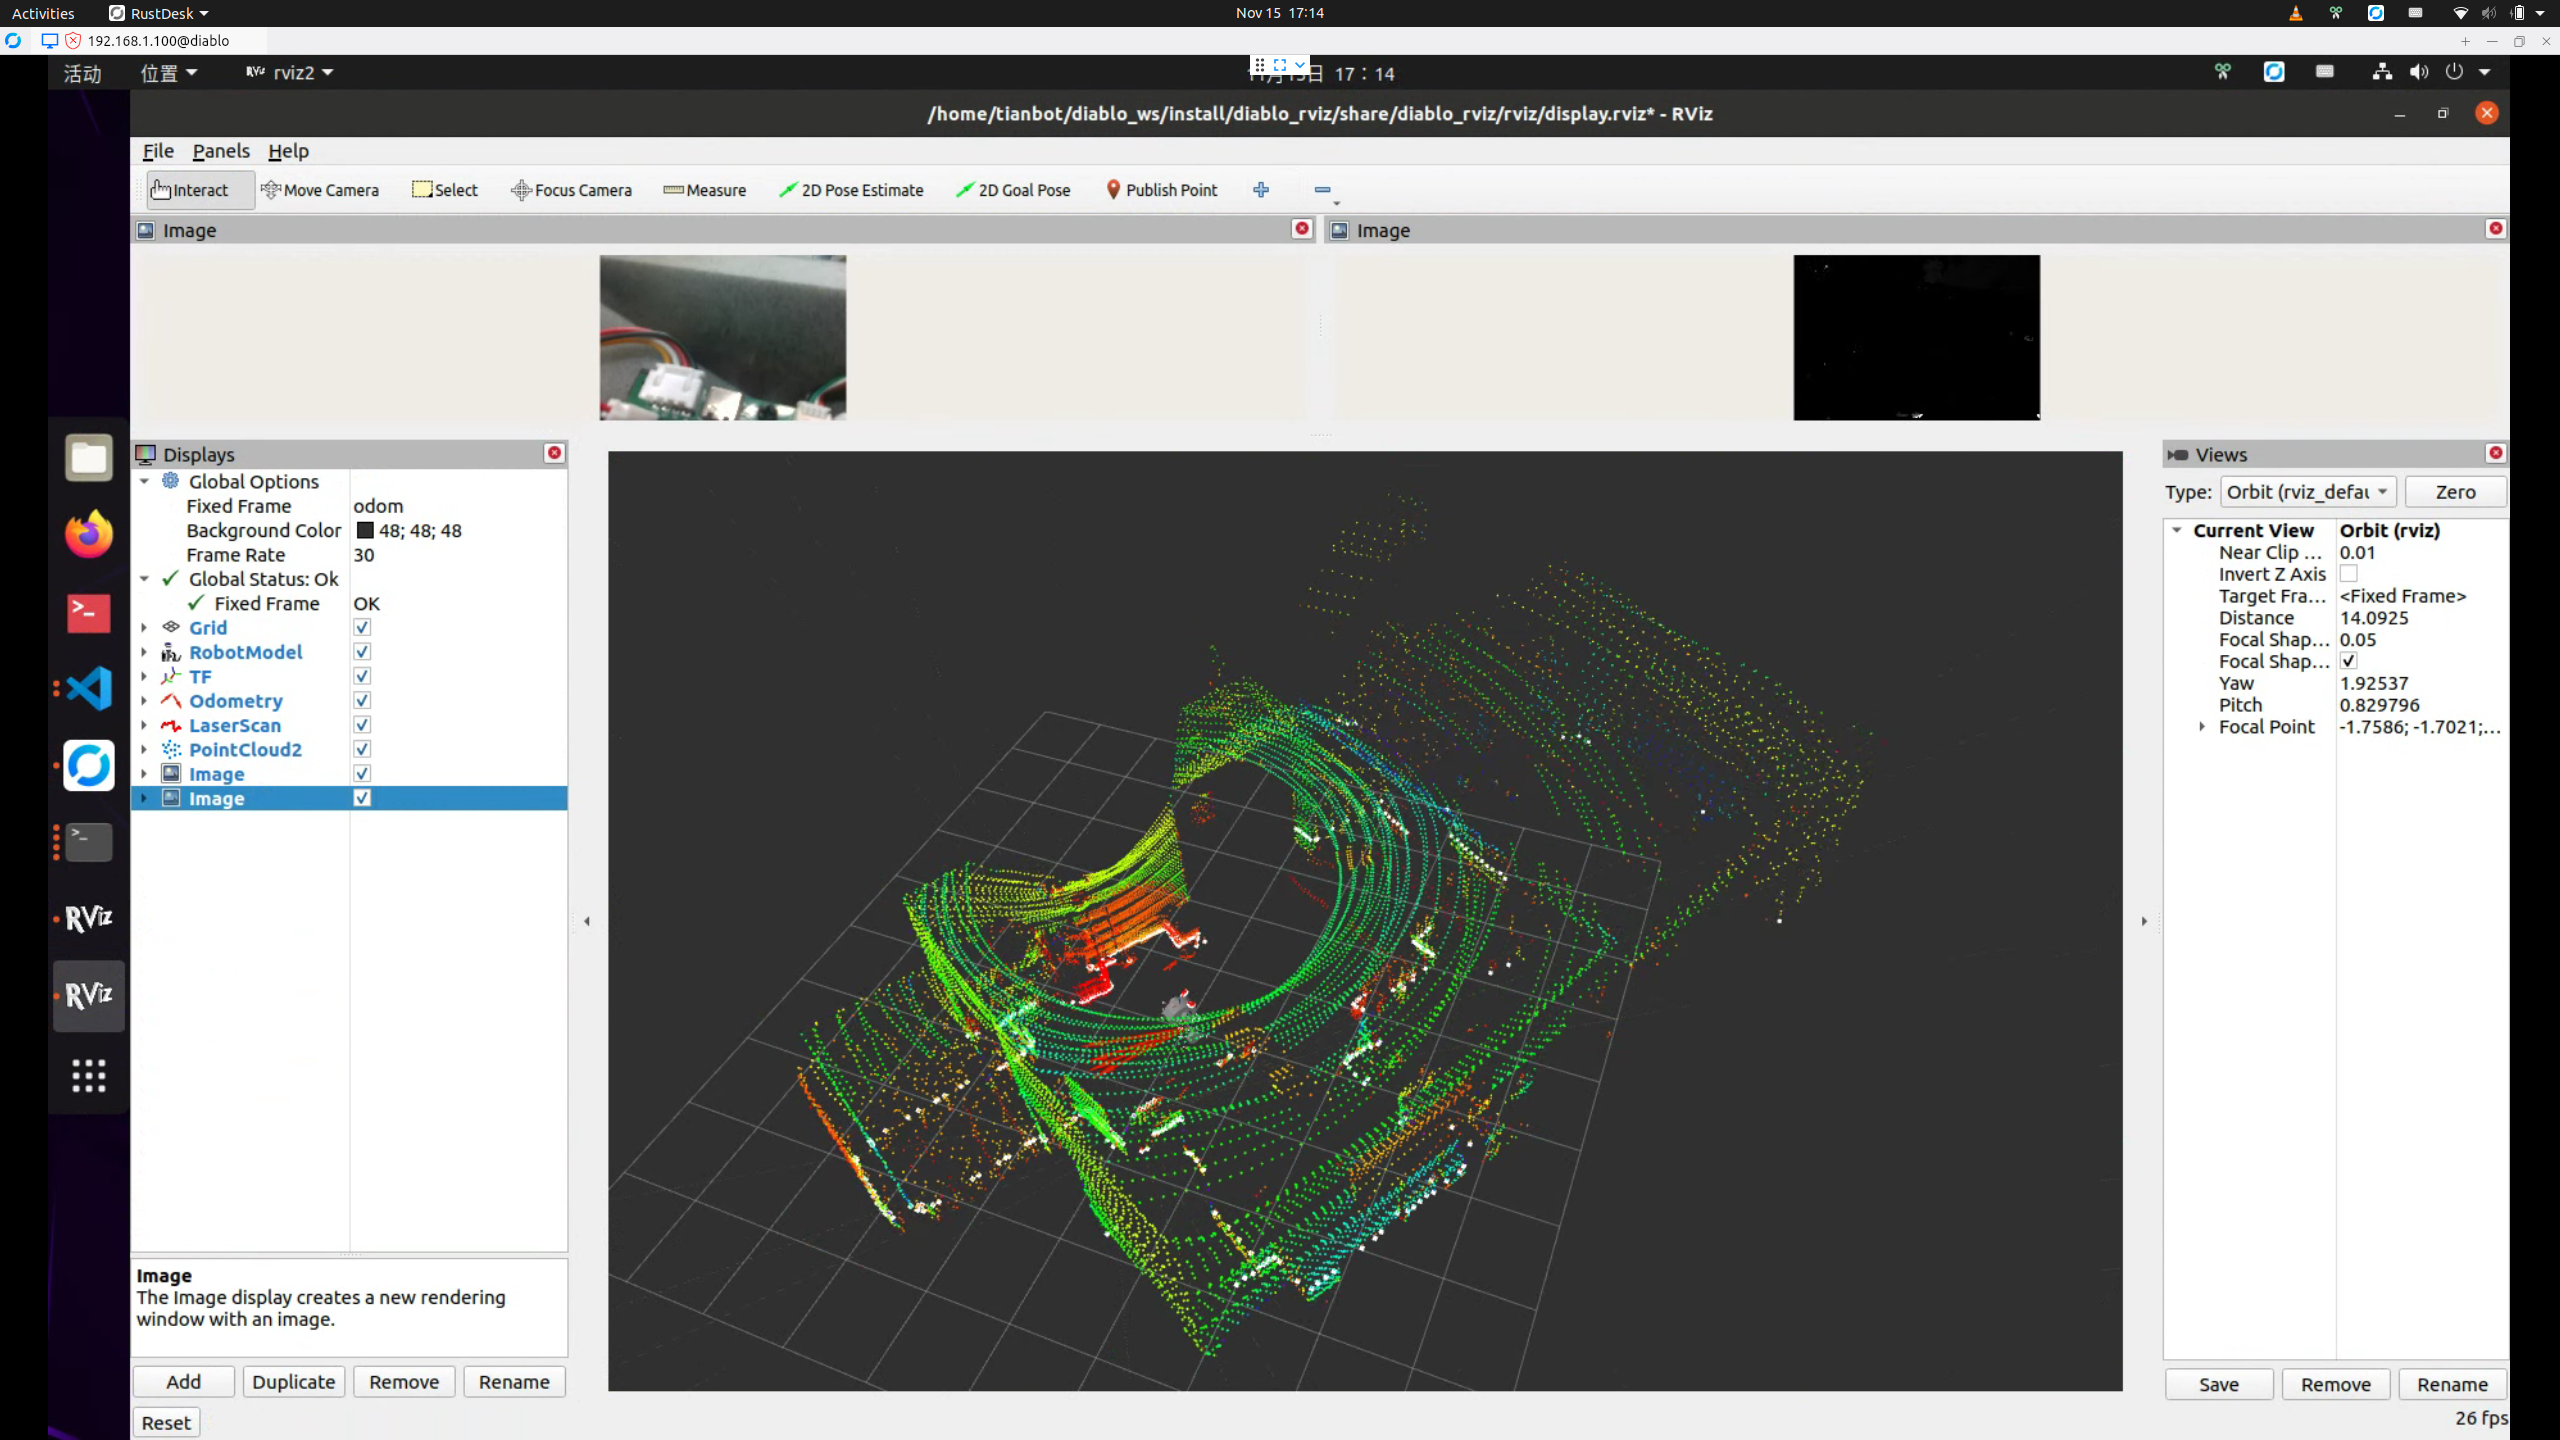 Activities RustDesk Nov 15 17:14
192.168.1.100@diablo
活动 位置 RViz rviz2 17：14
/home/tianbot/diablo_ws/install/diablo_rviz/share/diablo_rviz/rviz/display.rviz* - RViz
File Panels Help
Interact Move Camera Select Focus Camera Measure 2D Pose Estimate 2D Goal Pose Publish Point
Image Image
Displays
Global Options
Fixed Frame odom
Background Color 48; 48; 48
Frame Rate 30
Global Status: Ok
Fixed Frame OK
Grid
RobotModel
TF
Odometry
LaserScan
PointCloud2
Image
Image
Image
The Image display creates a new rendering
window with an image.
Add Duplicate Remove Rename
Reset
RViz
RViz
Views
Type: Orbit (rviz_defau Zero
Current View Orbit (rviz)
Near Clip ... 0.01
Invert Z Axis
Target Fra... <Fixed Frame>
Distance 14.0925
Focal Shap... 0.05
Focal Shap...
Yaw 1.92537
Pitch 0.829796
Focal Point -1.7586; -1.7021;...
Save Remove Rename
26 fps